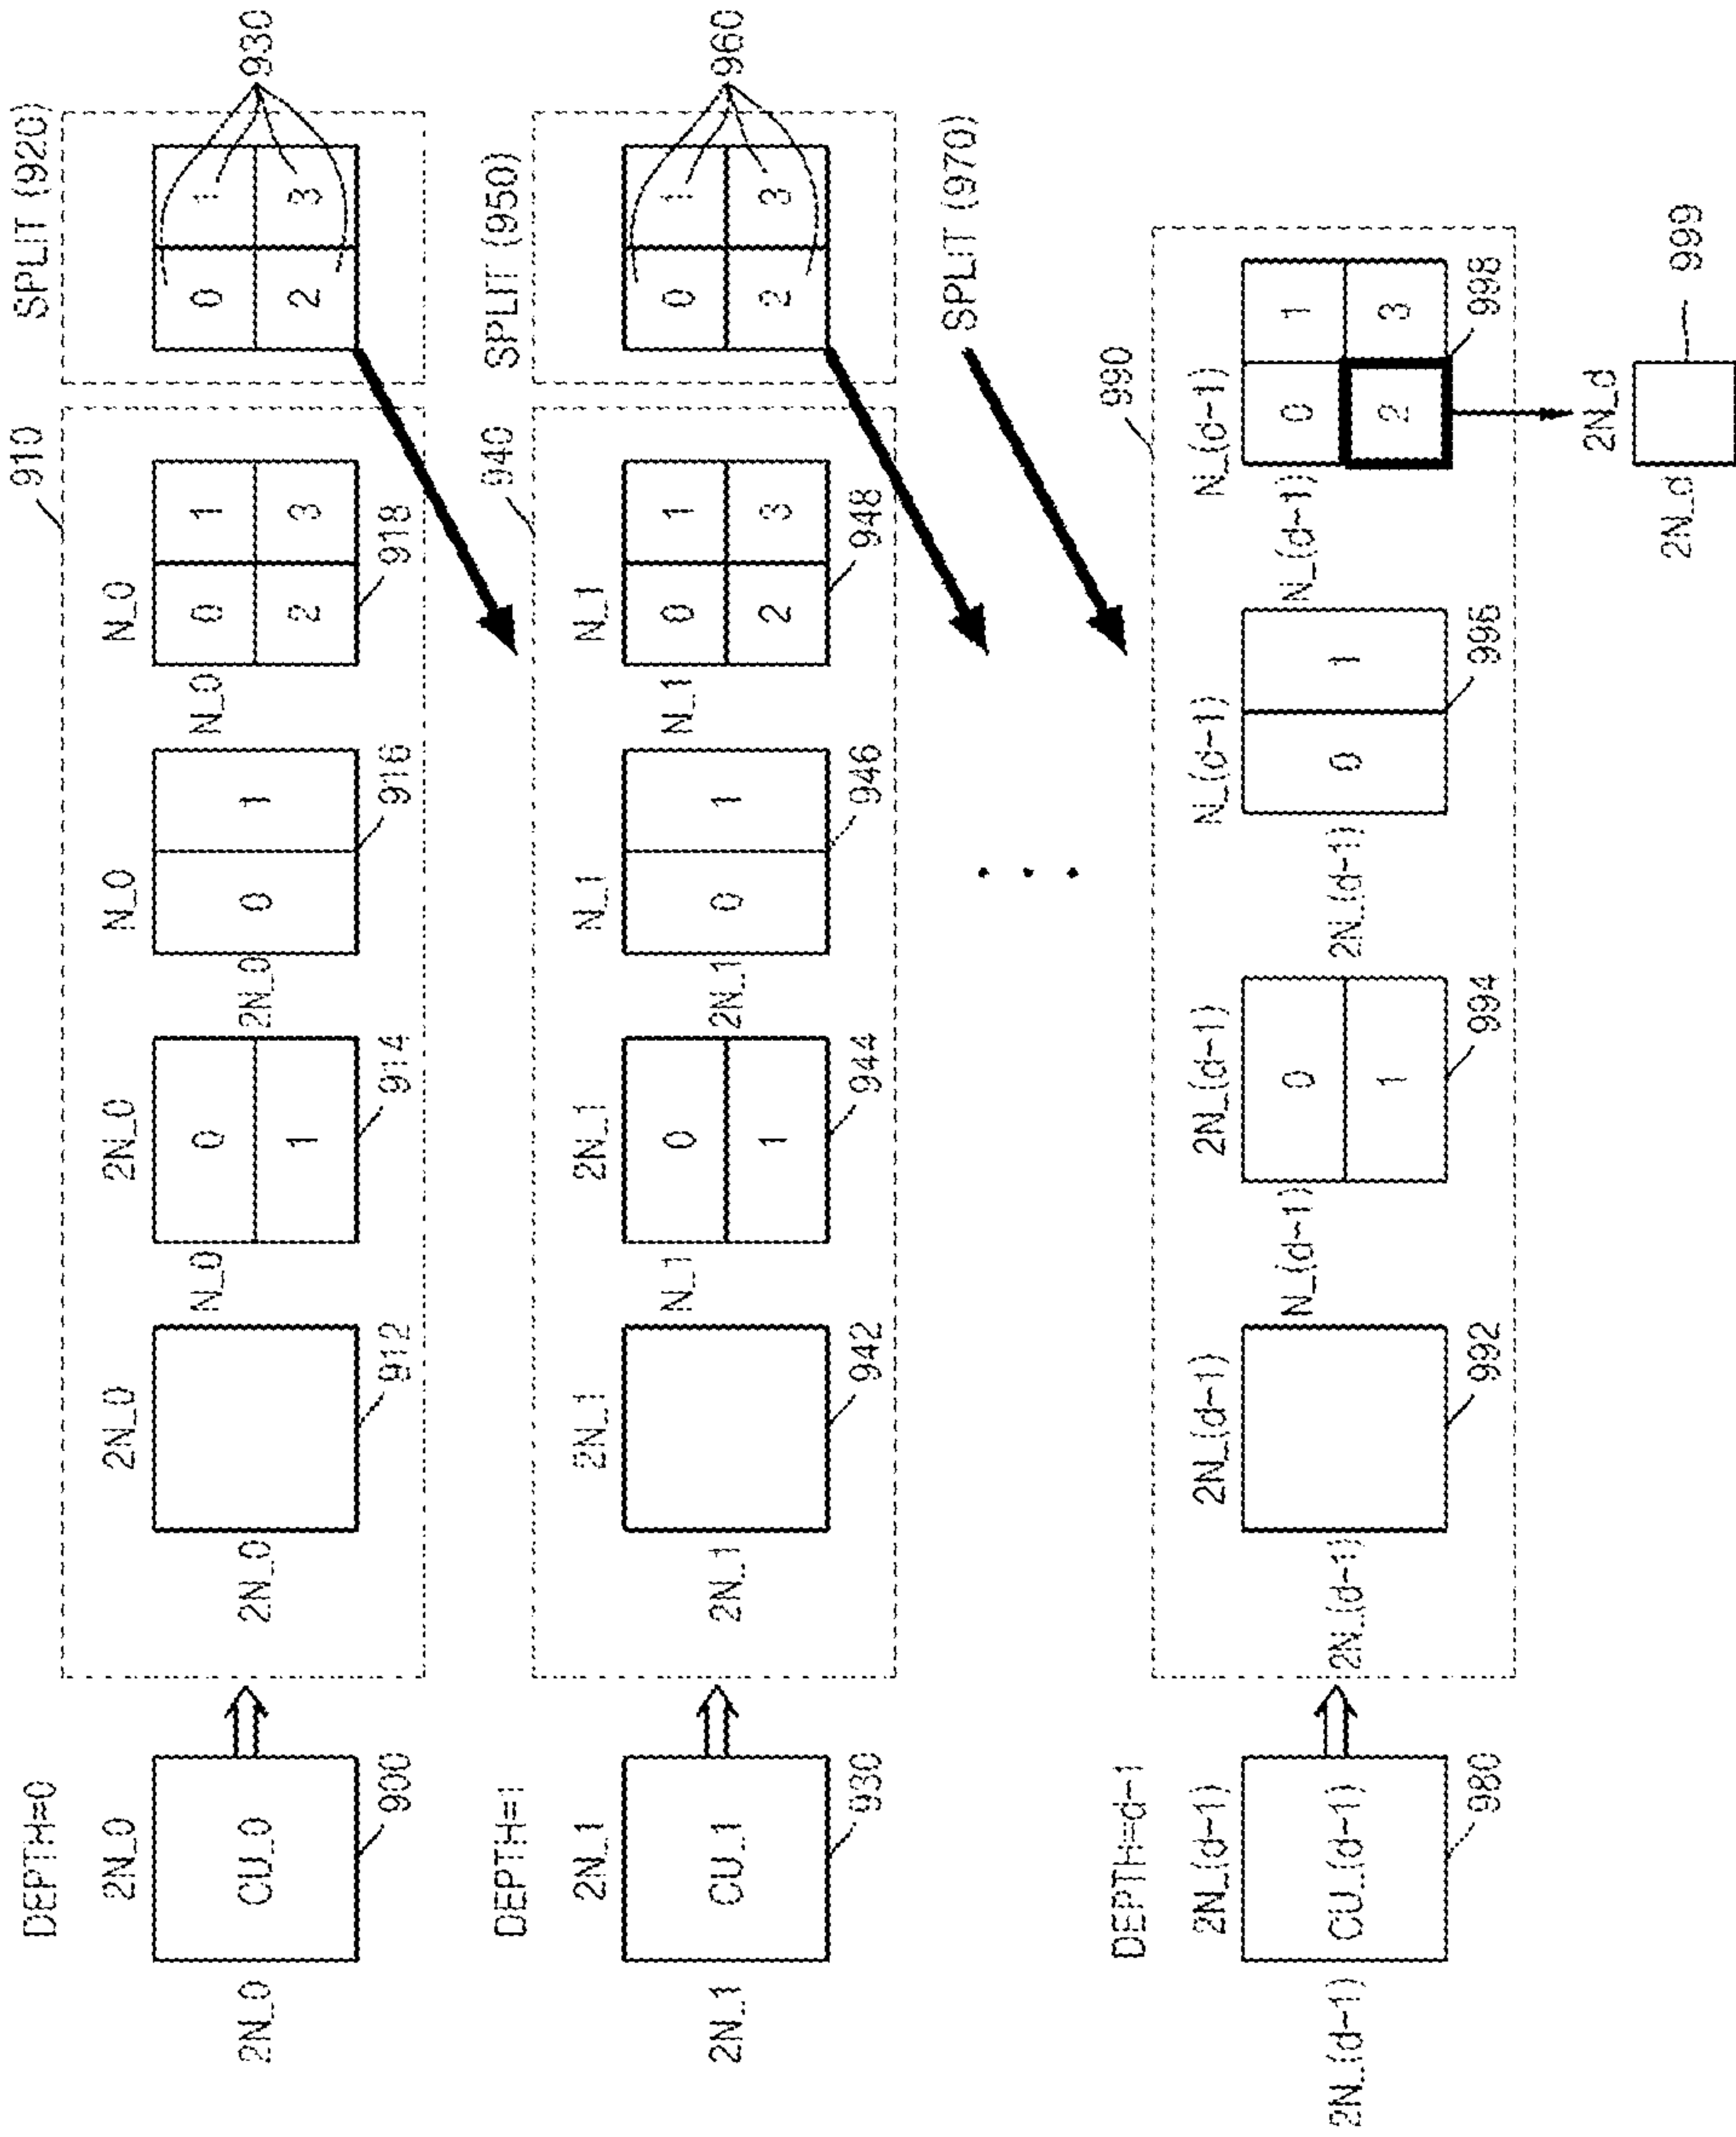 DEPTH=0
2N_0
2N_0
CU_0
900
910
2N_0
2N_0
912
2N_0
N_0
0
1
914
N_0
2N_0
0
1
916
N_0
N_0
0
1
2
3
918
SPLIT (920)
0
1
2
3
930
DEPTH=1
2N_1
2N_1
CU_1
930
940
2N_1
2N_1
942
2N_1
N_1
0
1
944
N_1
2N_1
0
1
946
N_1
N_1
0
1
2
3
948
SPLIT (950)
0
1
2
3
960
SPLIT (970)
DEPTH=d-1
2N_(d-1)
2N_(d-1)
CU_(d-1)
980
990
2N_(d-1)
2N_(d-1)
992
2N_(d-1)
N_(d-1)
0
1
994
N_(d-1)
2N_(d-1)
0
1
996
N_(d-1)
N_(d-1)
0
1
2
3
998
2N_d
2N_d
999